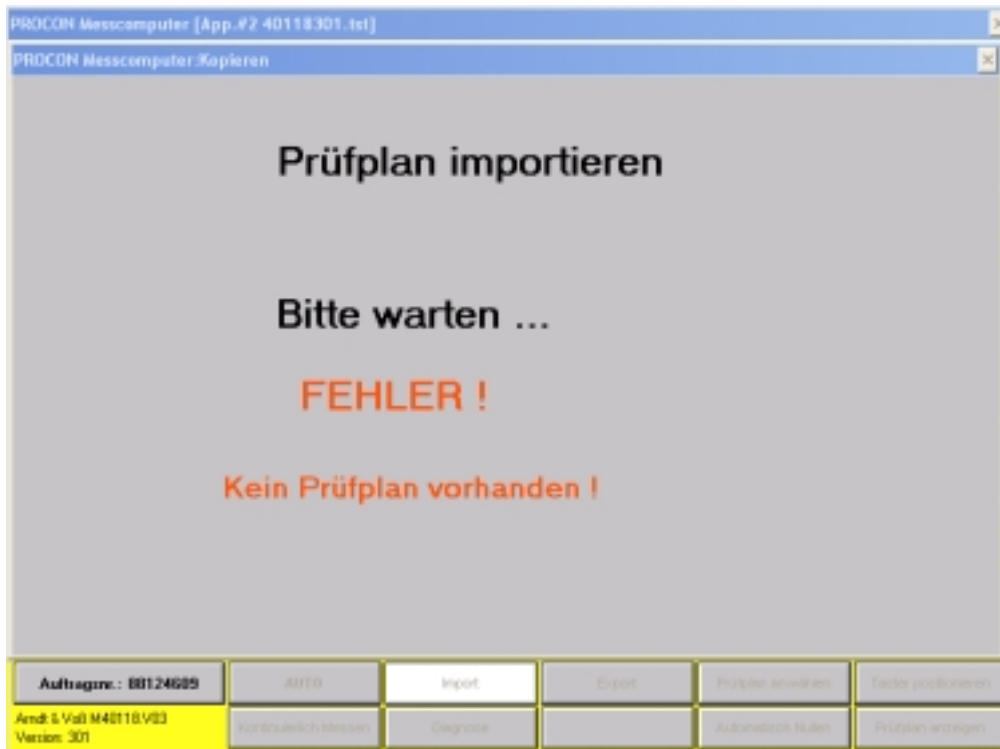 PROCON Messcomputer [App.#2 40118301.tst]
PROCON Messcomputer:Kopieren
Prüfplan importieren
Bitte warten ...
FEHLER !
Kein Prüfplan vorhanden !
Auftragsnr.: 88124609
AUTO
Import
Export
Prüfplan anwählen
Taster positionieren
Arndt & Voß M40118.V03
Version: 301
Kontinuierlich Messen
Diagnose
Automatisch Nullen
Prüfplan anzeigen